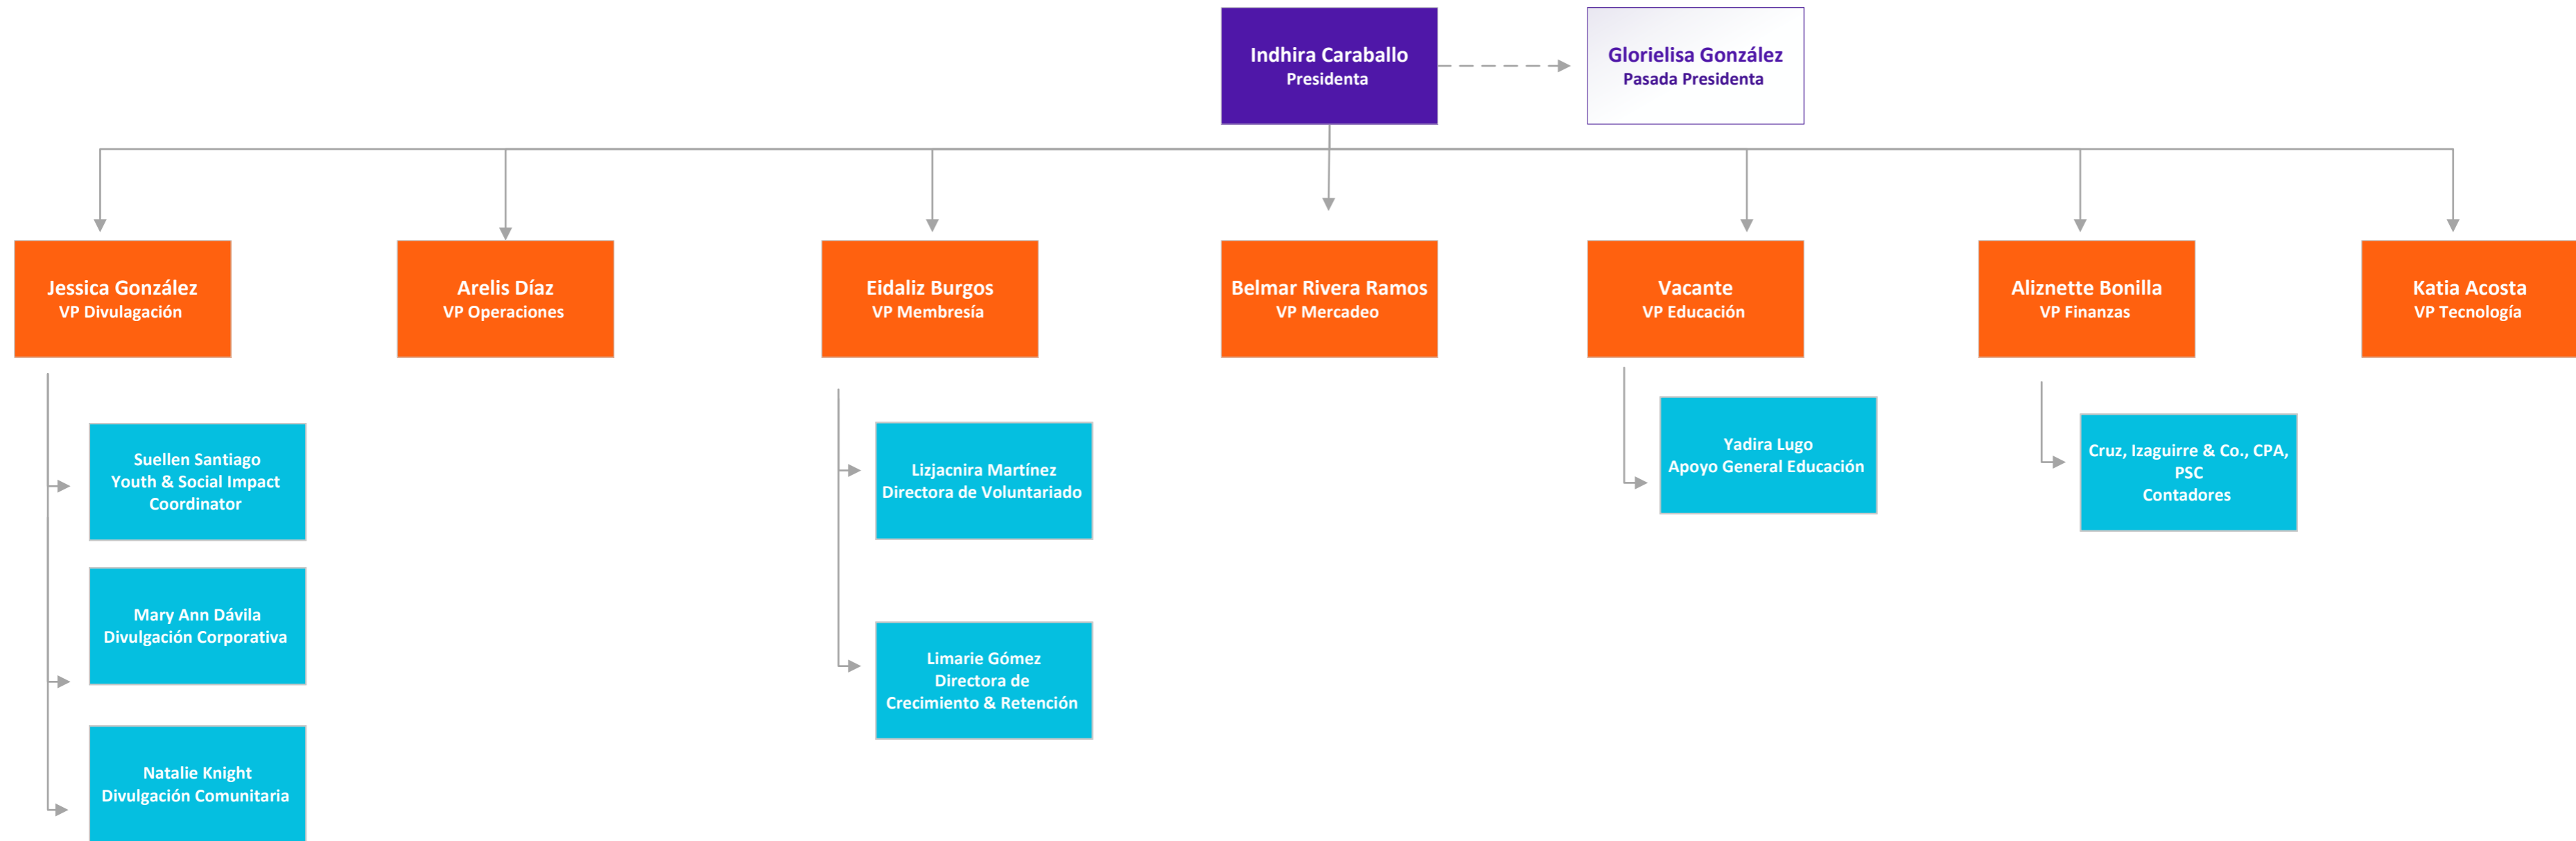 Indhira Caraballo
Presidenta
Glorielisa González
Pasada Presidenta
Jessica González
VP Divulagación
Arelis Díaz
VP Operaciones
Eidaliz Burgos
VP Membresía
Belmar Rivera Ramos
VP Mercadeo
Vacante
VP Educación
Aliznette Bonilla
VP Finanzas
Katia Acosta
VP Tecnología
Suellen Santiago
Youth & Social Impact
Coordinator
Mary Ann Dávila
Divulgación Corporativa
Natalie Knight
Divulgación Comunitaria
Lizjacnira Martínez
Directora de Voluntariado
Limarie Gómez
Directora de
Crecimiento & Retención
Yadira Lugo
Apoyo General Educación
Cruz, Izaguirre & Co., CPA,
PSC
Contadores